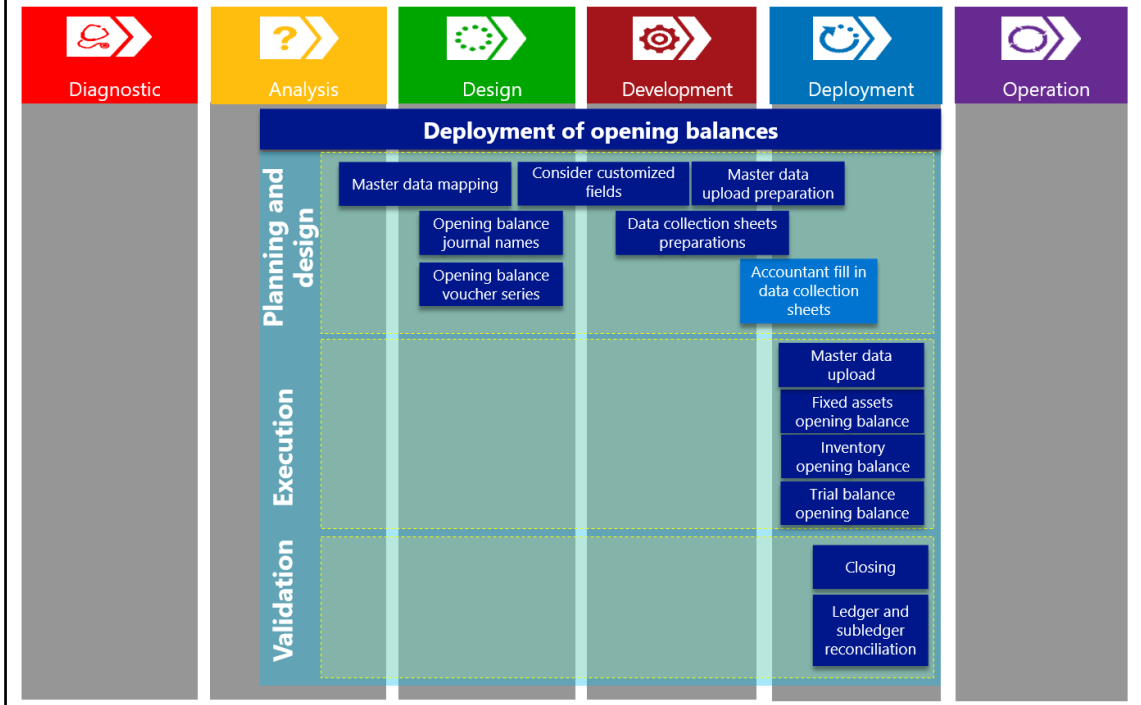 Diagnostic
Analysis
Design
Development
Deployment
Operation
Deployment of opening balances
Planning and
design
Master data mapping
Consider customized
fields
Master data
upload preparation
Opening balance
journal names
Data collection sheets
preparations
Opening balance
voucher series
Accountant fill in
data collection
sheets
Execution
Master data
upload
Fixed assets
opening balance
Inventory
opening balance
Trial balance
opening balance
Validation
Closing
Ledger and
subledger
reconciliation